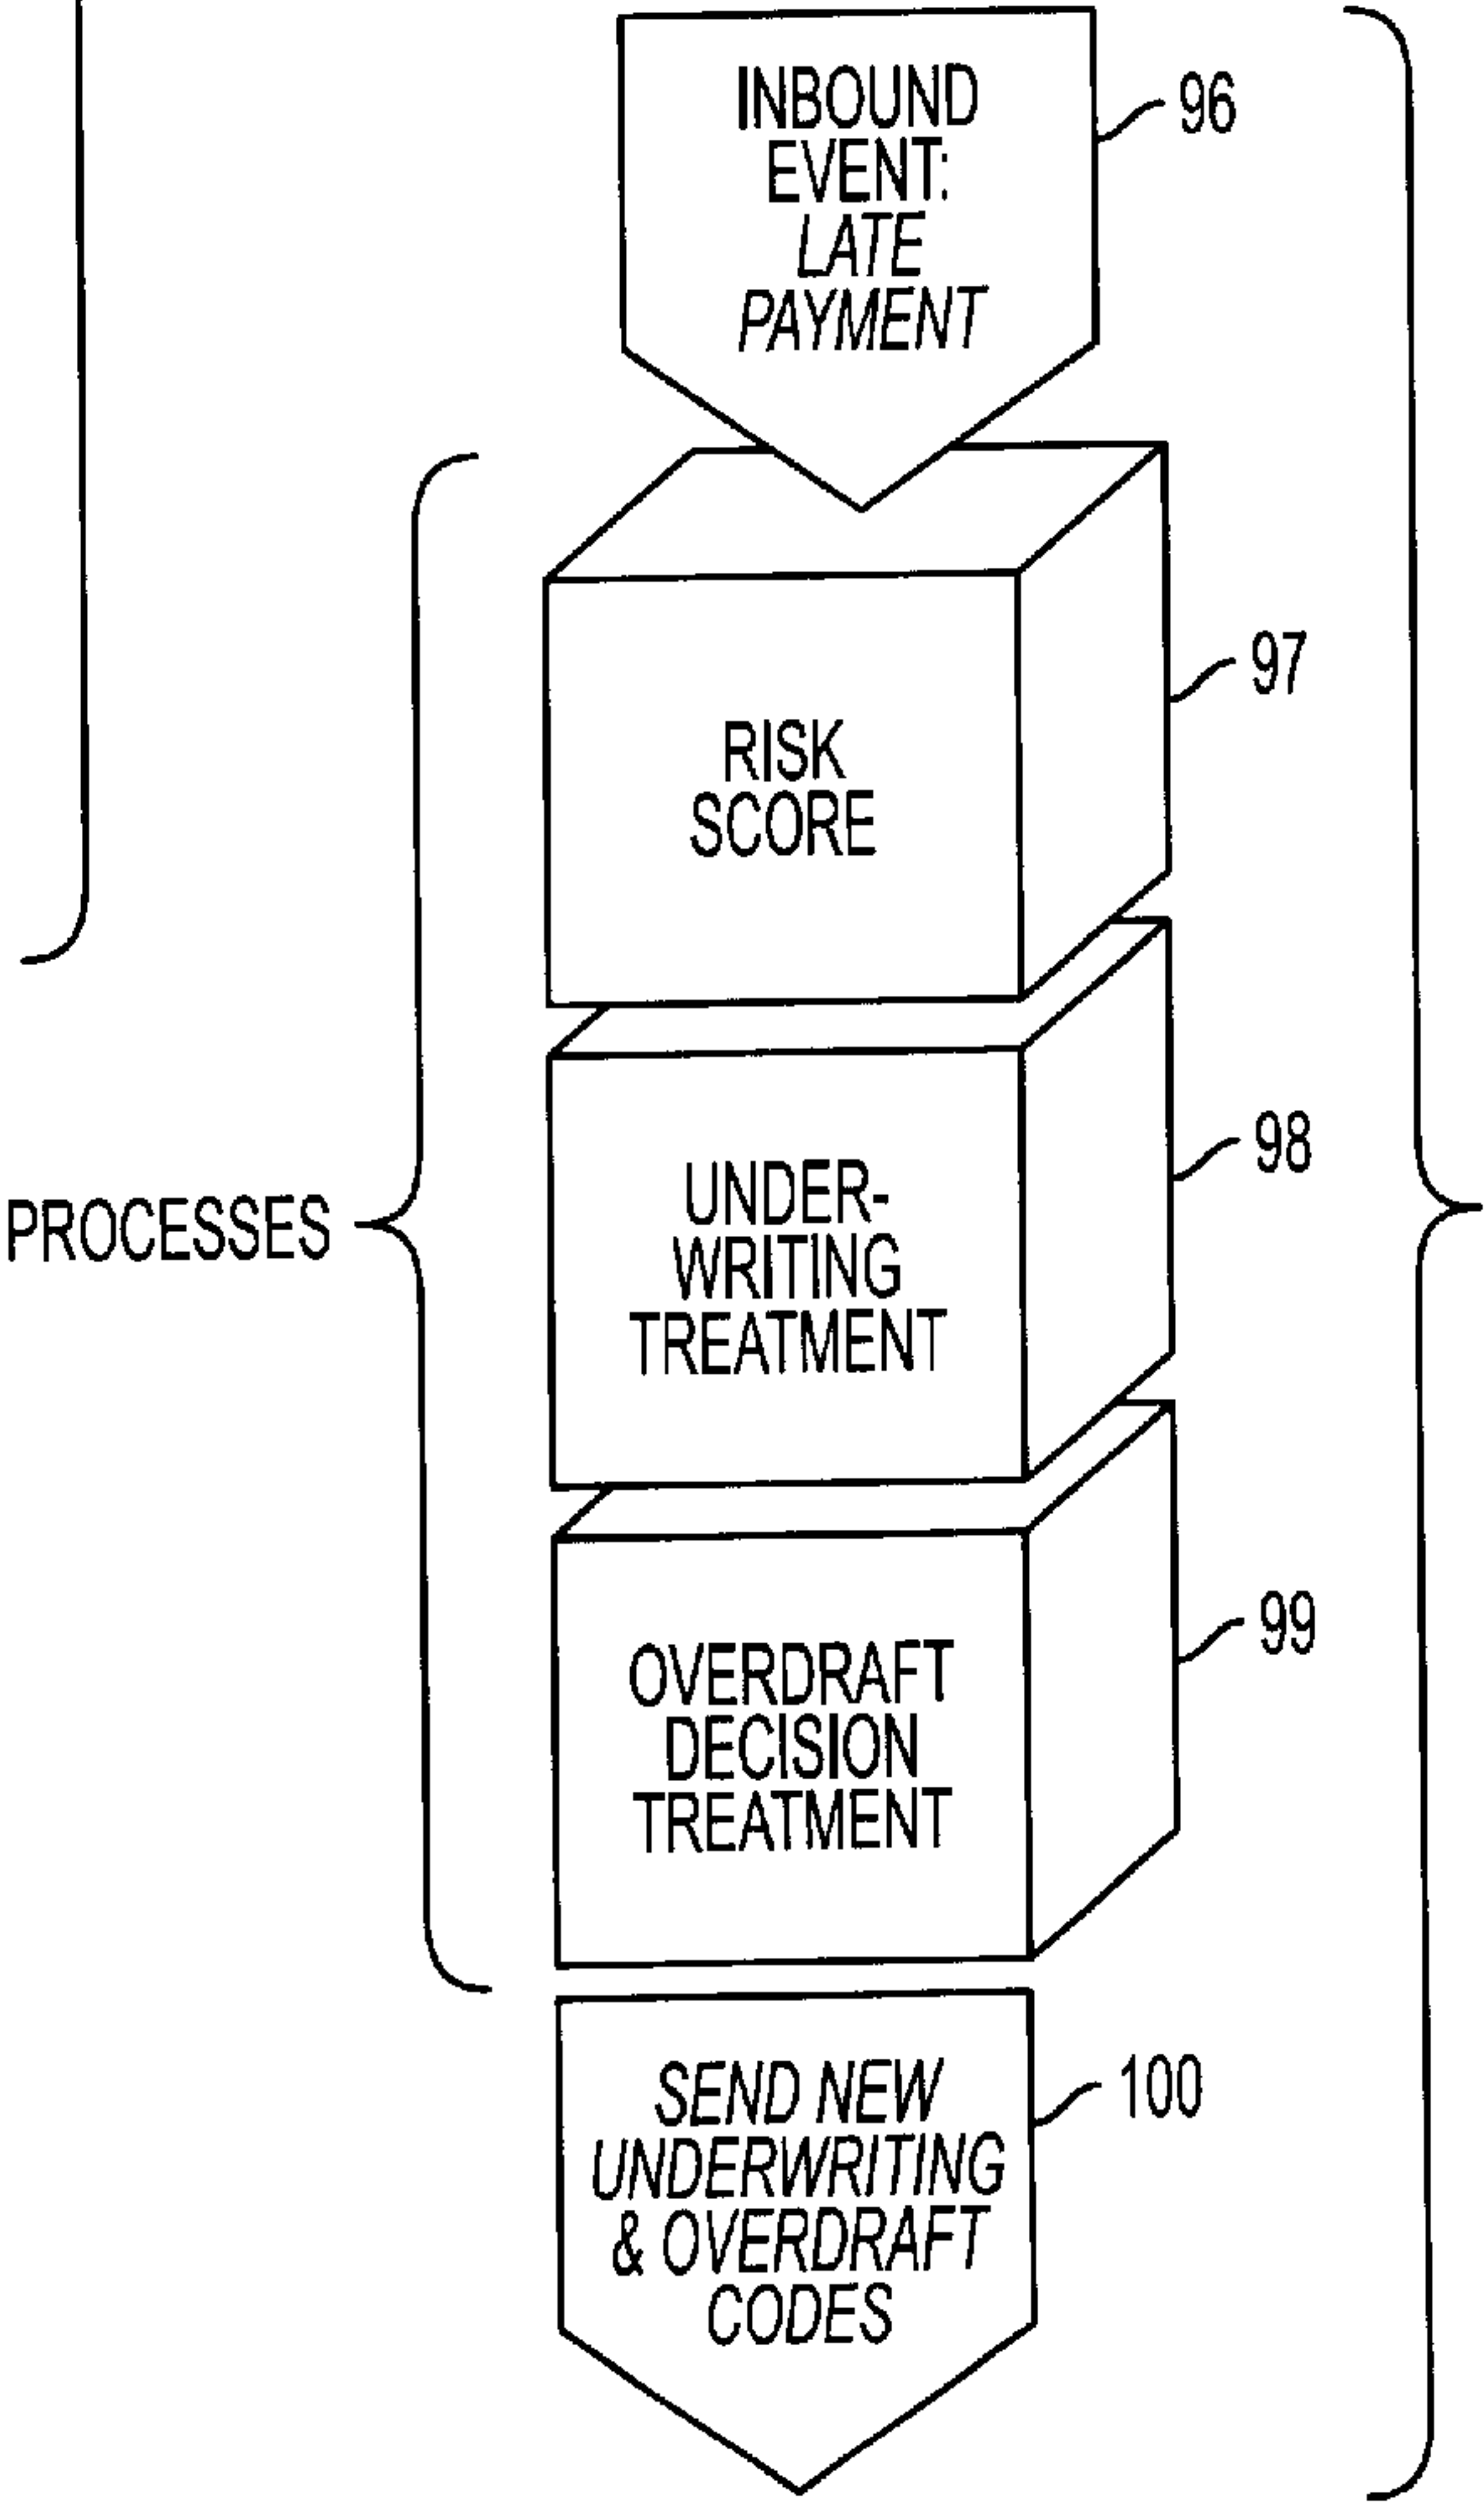 INBOUND
EVENT:
LATE
PAYMENT
96
RISK
SCORE
97
PROCESSES
UNDER-
WRITING
TREATMENT
98
OVERDRAFT
DECISION
TREATMENT
99
SEND NEW
UNDERWRITING
& OVERDRAFT
CODES
100